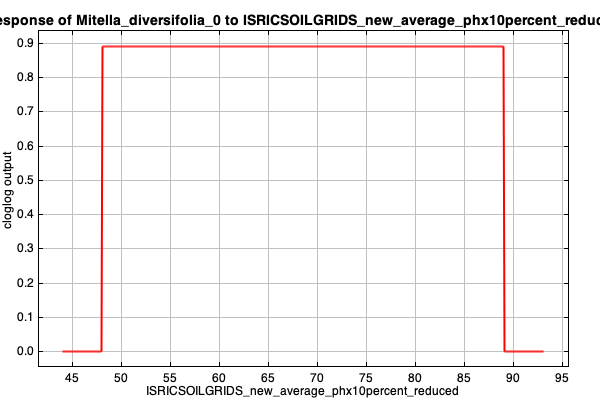 esponse of Mitella_diversifolia_0 to ISRICSOILGRIDS_new_average_phx10percent_reduc
cloglog output
0.9
0.8
0.7
0.6
0.5
0.4
0.3
0.2
0.1
0.0
45 50 55 60 65 70 75 80 85 90 95
ISRICSOILGRIDS_new_average_phx10percent_reduced